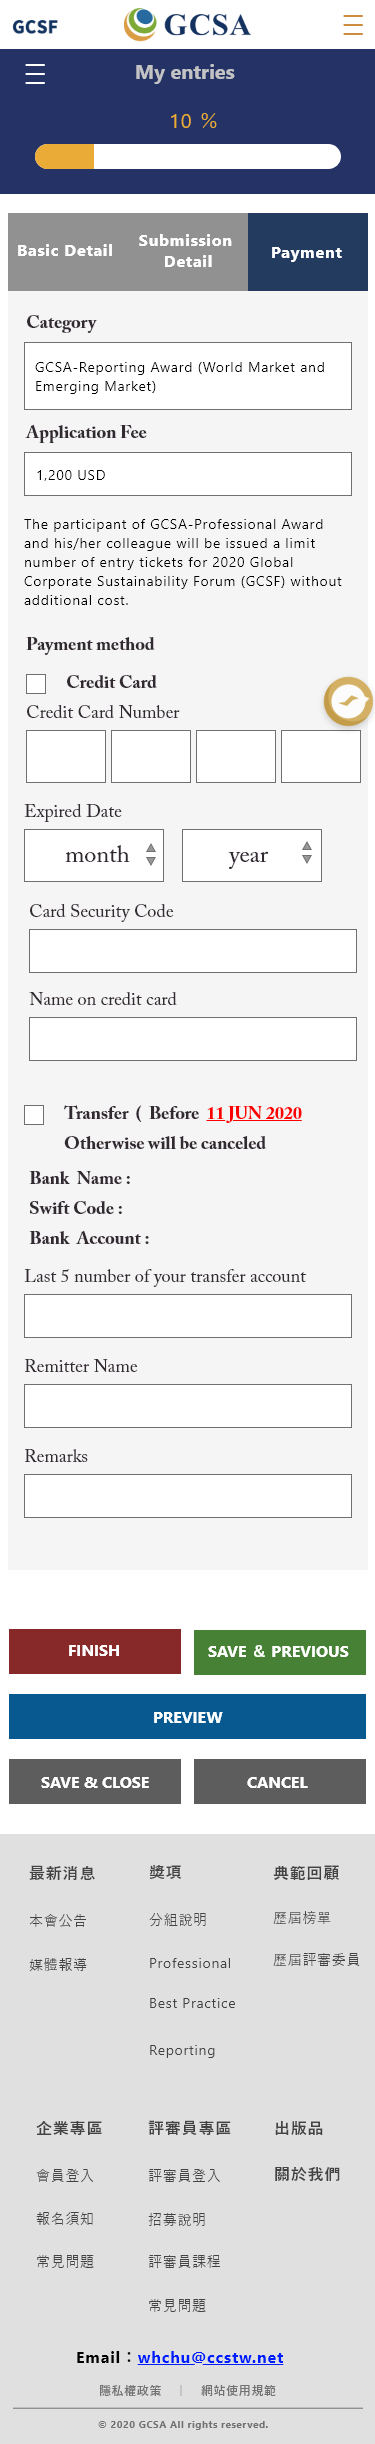 GCSF
GCSA
My entries
10 %
Basic Detail
Submission
Detail
Payment
Category
GCSA-Reporting Award (World Market and
Emerging Market)
Application Fee
1,200 USD
The participant of GCSA-Professional Award
and his/her colleague will be issued a limit
number of entry tickets for 2020 Global
Corporate Sustainability Forum (GCSF) without
additional cost.
Payment method
Credit Card
Credit Card Number
Expired Date
month
year
Card Security Code
Name on credit card
Transfer ( Before 11 JUN 2020
Otherwise will be canceled
Bank Name :
Swift Code :
Bank Account :
Last 5 number of your transfer account
Remitter Name
Remarks
FINISH
SAVE & PREVIOUS
PREVIEW
SAVE & CLOSE
CANCEL
最新消息
本會公告
媒體報導
獎項
分組說明
Professional
Best Practice
Reporting
典範回顧
歷屆榜單
歷屆評審委員
企業專區
會員登入
報名須知
常見問題
評審員專區
評審員登入
招募說明
評審員課程
常見問題
出版品
關於我們
Email：whchu@ccstw.net
隱私權政策 | 網站使用規範
© 2020 GCSA All rights reserved.